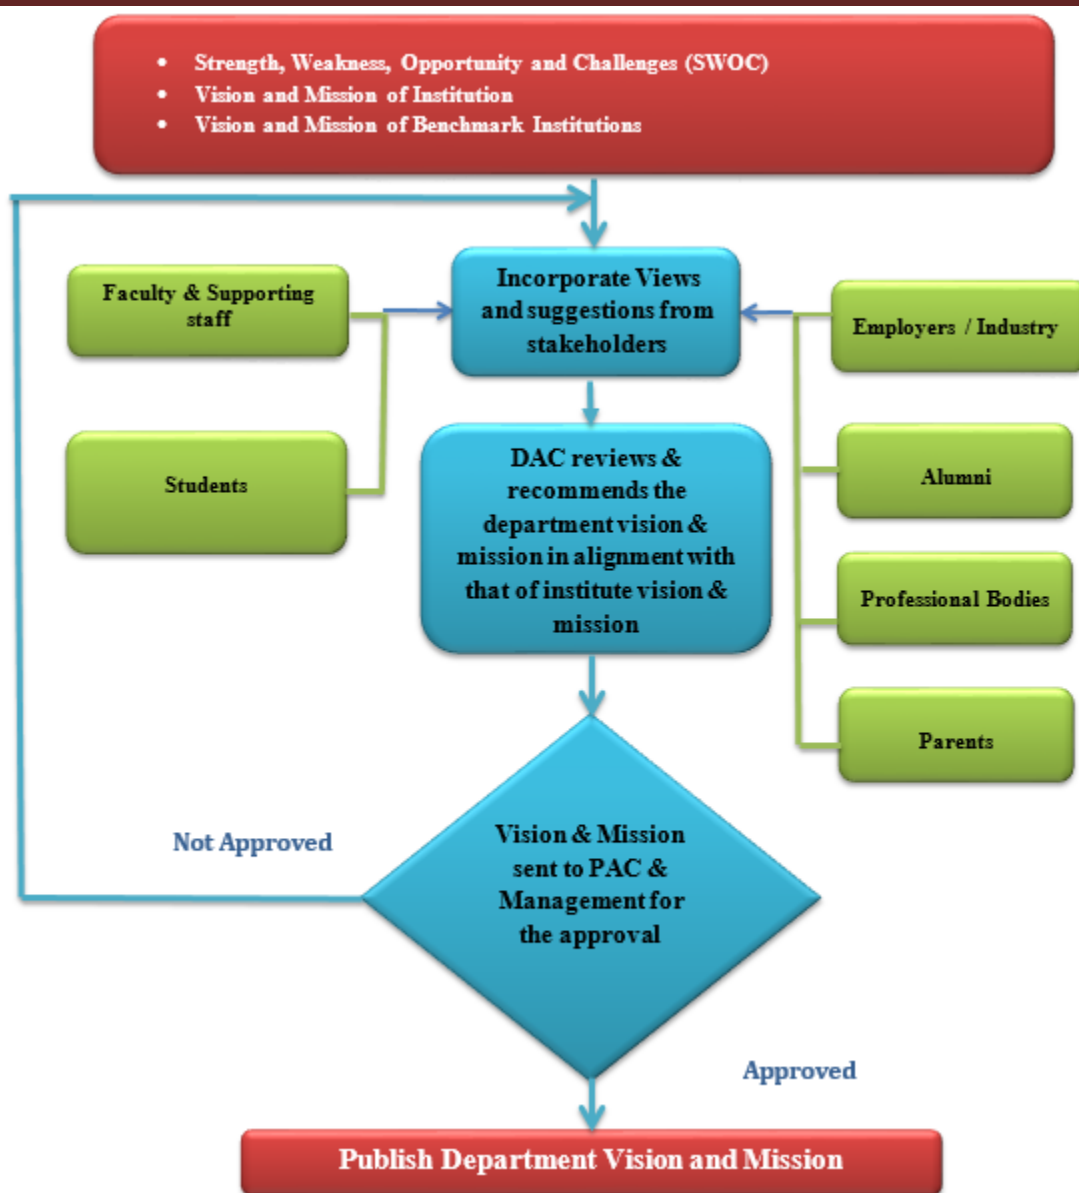 • Strength, Weakness, Opportunity and Challenges (SWOC)
• Vision and Mission of Institution
• Vision and Mission of Benchmark Institutions
Faculty & Supporting
staff
Students
Incorporate Views
and suggestions from
stakeholders
Employers / Industry
Alumni
Professional Bodies
Parents
DAC reviews &
recommends the
department vision &
mission in alignment with
that of institute vision &
mission
Not Approved
Vision & Mission
sent to PAC &
Management for
the approval
Approved
Publish Department Vision and Mission